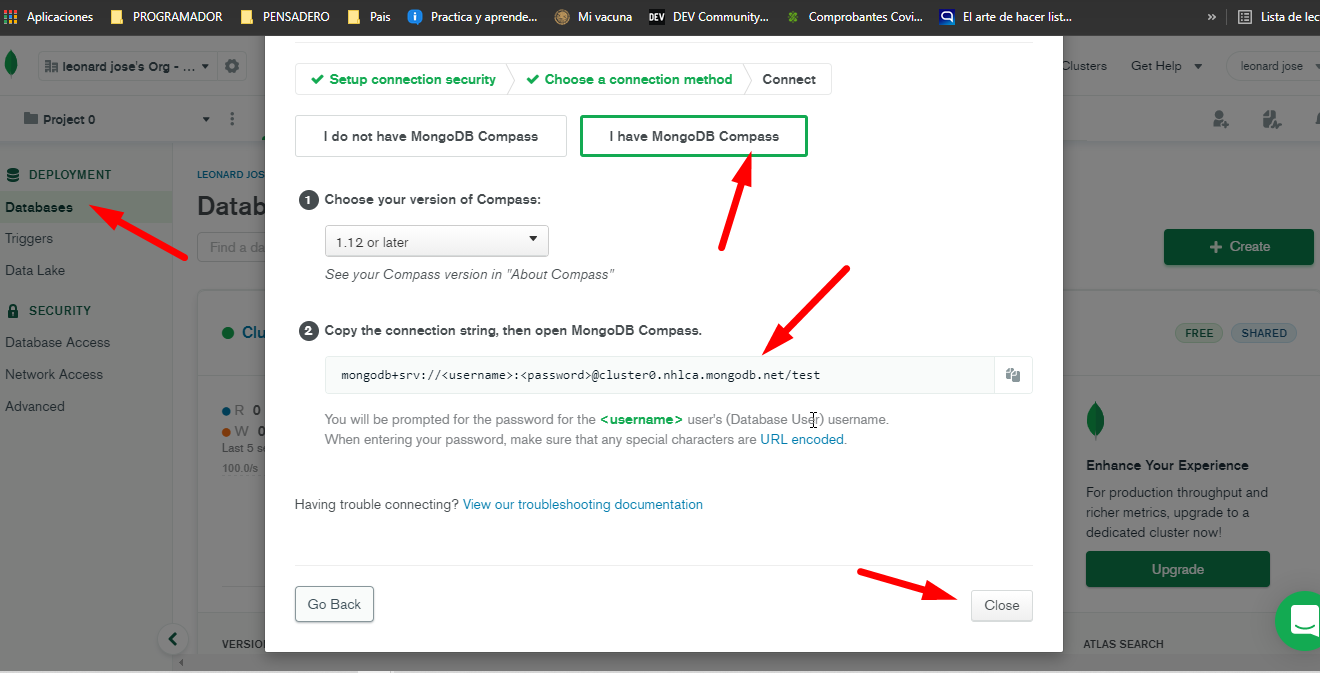 Aplicaciones PROGRAMADOR PENSADERO Pais Practica y aprende... Mi vacuna DEV DEV Community... Comprobantes Covi... El arte de hacer list... » Lista de lec
leonard jose's Org - ... Clusters Get Help leonard jose
Setup connection security Choose a connection method Connect
Project 0
I do not have MongoDB Compass I have MongoDB Compass
DEPLOYMENT
Databases
Triggers
Data Lake
SECURITY
Database Access
Network Access
Advanced
LEONARD JOS
Datab
Find a da
Create
Clu
FREE SHARED
R 0
W 0
Last 5 se
100.0/s
1 Choose your version of Compass:
1.12 or later
See your Compass version in "About Compass"
2 Copy the connection string, then open MongoDB Compass.
mongodb+srv://<username>:<password>@cluster0.nhlca.mongodb.net/test
You will be prompted for the password for the <username> user's (Database User) username.
When entering your password, make sure that any special characters are URL encoded.
Having trouble connecting? View our troubleshooting documentation
Go Back Close
Enhance Your Experience
For production throughput and
richer metrics, upgrade to a
dedicated cluster now!
Upgrade
VERSIO
ATLAS SEARCH